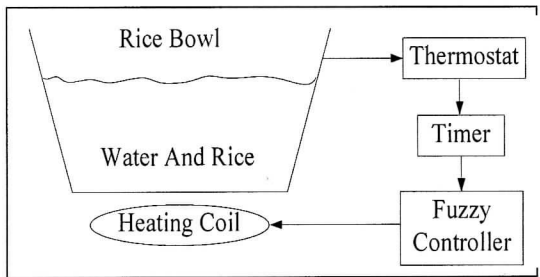 Rice Bowl
Thermostat
Timer
Water And Rice
Heating Coil
Fuzzy
Controller